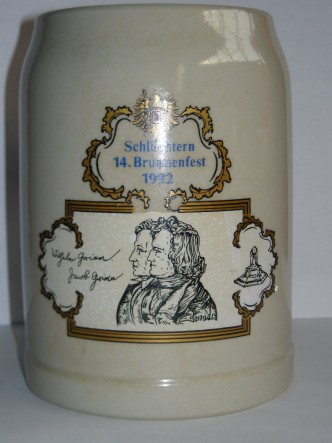 Schlüchtern
14. Brunnenfest
1992
Wilhelm Grimm
Jacob Grimm